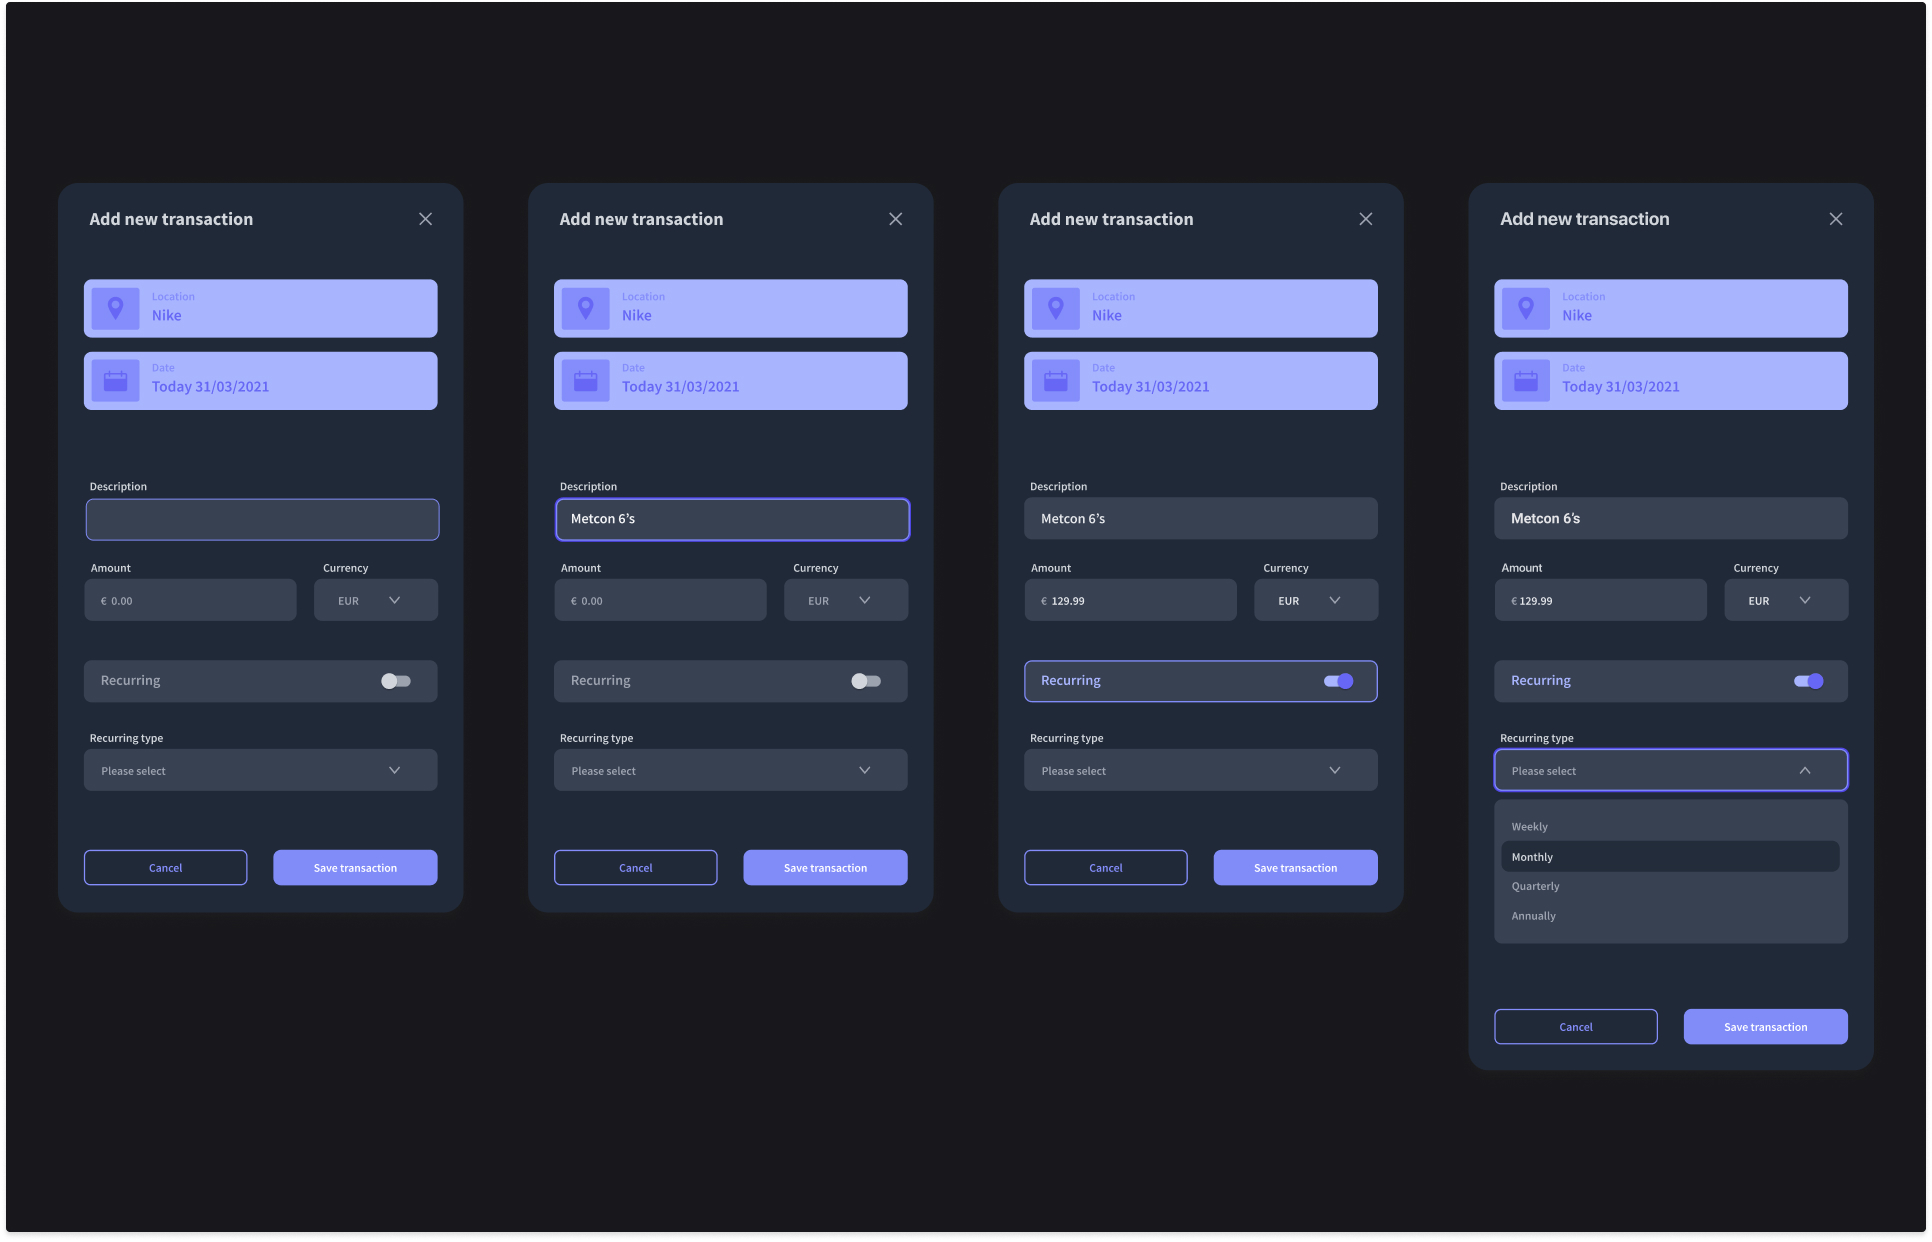 Add new transaction
Location
Nike
Date
Today 31/03/2021
Description
Amount
Currency
€ 0.00
EUR
Recurring
Recurring type
Please select
Cancel
Save transaction
Add new transaction
Location
Nike
Date
Today 31/03/2021
Description
Metcon 6’s
Amount
Currency
€ 0.00
EUR
Recurring
Recurring type
Please select
Cancel
Save transaction
Add new transaction
Location
Nike
Date
Today 31/03/2021
Description
Metcon 6’s
Amount
Currency
€ 129.99
EUR
Recurring
Recurring type
Please select
Cancel
Save transaction
Add new transaction
Location
Nike
Date
Today 31/03/2021
Description
Metcon 6’s
Amount
Currency
€ 129.99
EUR
Recurring
Recurring type
Please select
Weekly
Monthly
Quarterly
Annually
Cancel
Save transaction